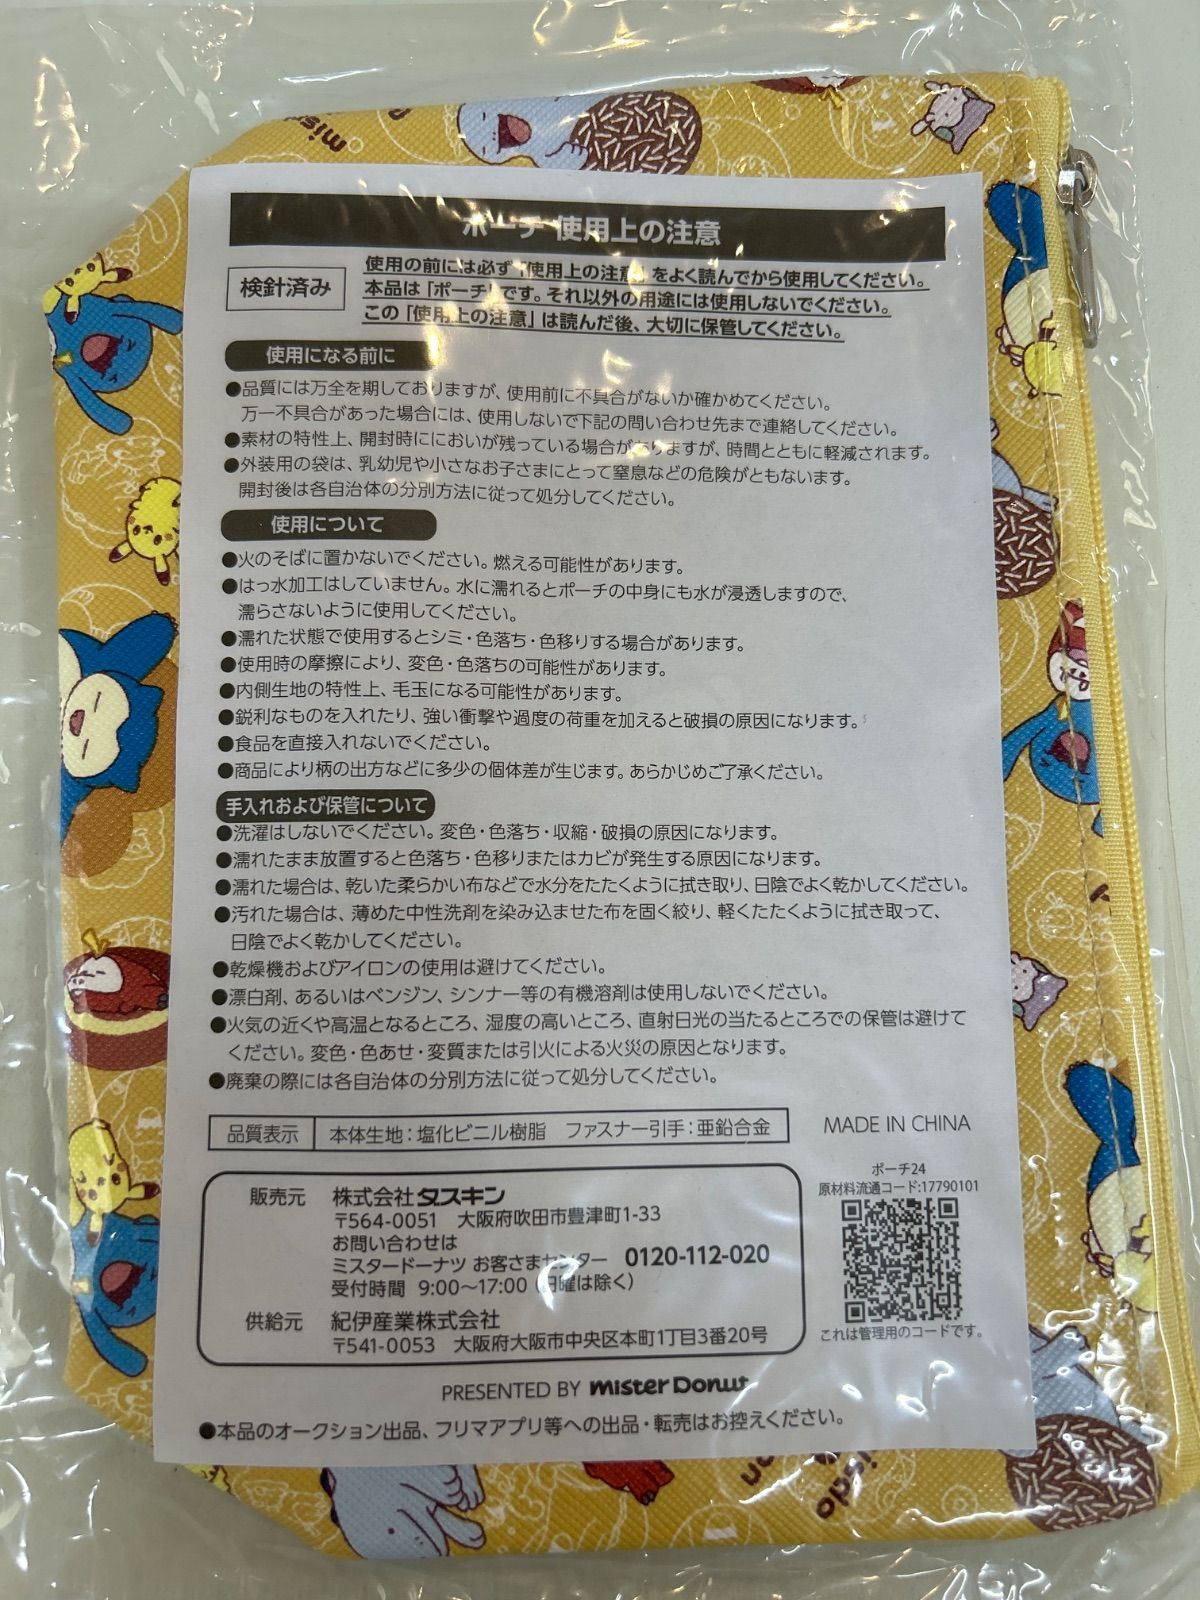 ポーチ 使用上の注意
検針済み
使用の前には必ず「使用上の注意」をよく読んでから使用してください。
本品は「ポーチ」です。それ以外の用途には使用しないでください。
この「使用上の注意」は読んだ後、大切に保管してください。
使用になる前に
●品質には万全を期しておりますが、使用前に不具合がないか確かめてください。
万一不具合があった場合には、使用しないで下記の問い合わせ先まで連絡してください。
●素材の特性上、開封時ににおいが残っている場合がありますが、時間とともに軽減されます。
●外装用の袋は、乳幼児や小さなお子さまにとって窒息などの危険がともないます。
開封後は各自治体の分別方法に従って処分してください。
使用について
●火のそばに置かないでください。燃える可能性があります。
●はっ水加工はしていません。水に濡れるとポーチの中身にも水が浸透しますので、
濡らさないように使用してください。
●濡れた状態で使用するとシミ・色落ち・色移りする場合があります。
●使用時の摩擦により、変色・色落ちの可能性があります。
●内側生地の特性上、毛玉になる可能性があります。
●鋭利なものを入れたり、強い衝撃や過度の荷重を加えると破損の原因になります。
●食品を直接入れないでください。
●商品により柄の出方などに多少の個体差が生じます。あらかじめご了承ください。
手入れおよび保管について
●洗濯はしないでください。変色・色落ち・収縮・破損の原因になります。
●濡れたまま放置すると色落ち・色移りまたはカビが発生する原因になります。
●濡れた場合は、乾いた柔らかい布などで水分をたたくように拭き取り、日陰でよく乾かしてください。
●汚れた場合は、薄めた中性洗剤を染み込ませた布を固く絞り、軽くたたくように拭き取って、
日陰でよく乾かしてください。
●乾燥機およびアイロンの使用は避けてください。
●漂白剤、あるいはベンジン、シンナー等の有機溶剤は使用しないでください。
●火気の近くや高温となるところ、湿度の高いところ、直射日光の当たるところでの保管は避けて
ください。変色・色あせ・変質または引火による火災の原因となります。
●廃棄の際には各自治体の分別方法に従って処分してください。
品質表示 本体生地：塩化ビニル樹脂 ファスナー引手：亜鉛合金
MADE IN CHINA
ポーチ24
原材料流通コード:17790101
これは管理用のコードです。
販売元 株式会社ダスキン
〒564-0051 大阪府吹田市豊津町1-33
お問い合わせは
ミスタードーナツ お客さまセンター 0120-112-020
受付時間 9:00〜17:00（日曜は除く）
供給元 紀伊産業株式会社
〒541-0053 大阪府大阪市中央区本町1丁目3番20号
PRESENTED BY mister Donut
●本品のオークション出品、フリマアプリ等への出品・転売はお控えください。